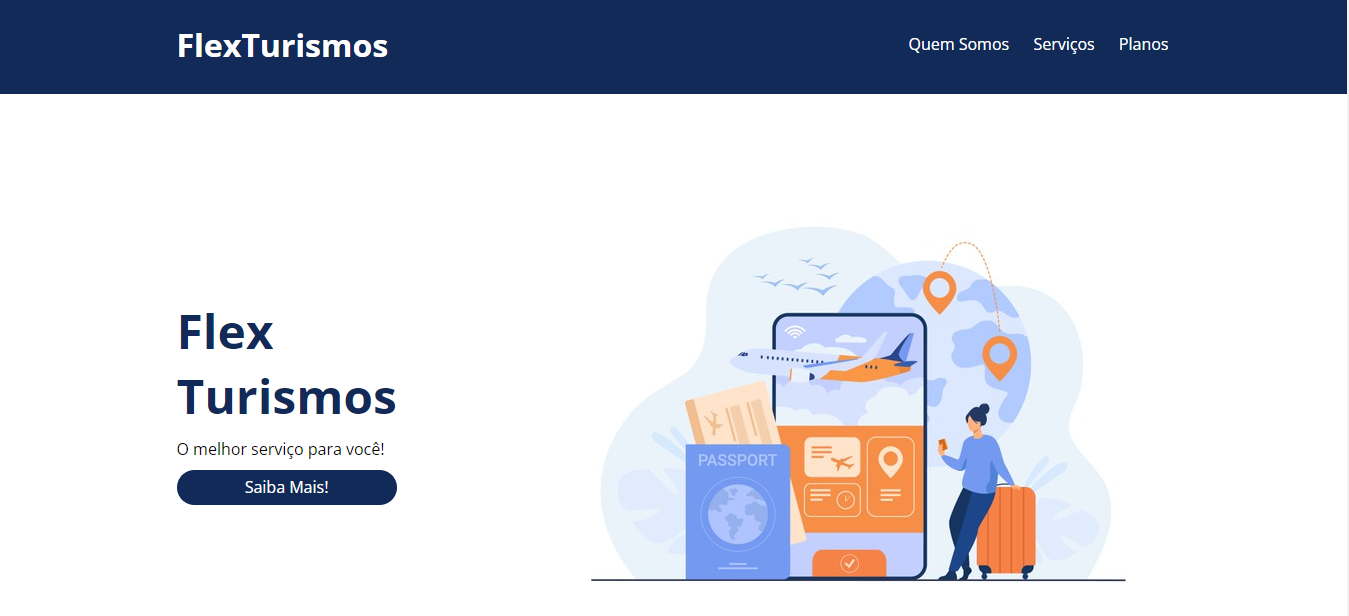 FlexTurismos
Quem Somos Serviços Planos
Flex
Turismos
O melhor serviço para você!
Saiba Mais!
PASSPORT